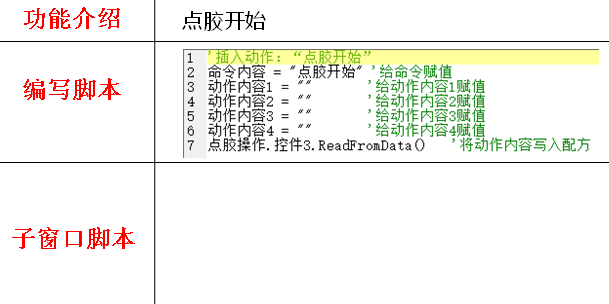 功能介绍
点胶开始
编写脚本
1 '插入动作：“点胶开始”
2 命令内容 = "点胶开始" '给命令赋值
3 动作内容1 = "" '给动作内容1赋值
4 动作内容2 = "" '给动作内容2赋值
5 动作内容3 = "" '给动作内容3赋值
6 动作内容4 = "" '给动作内容4赋值
7 点胶操作.控件3.ReadFromData() '将动作内容写入配方
子窗口脚本